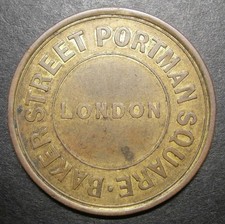 BAKER STREET PORTMAN SQUARE·
LONDON